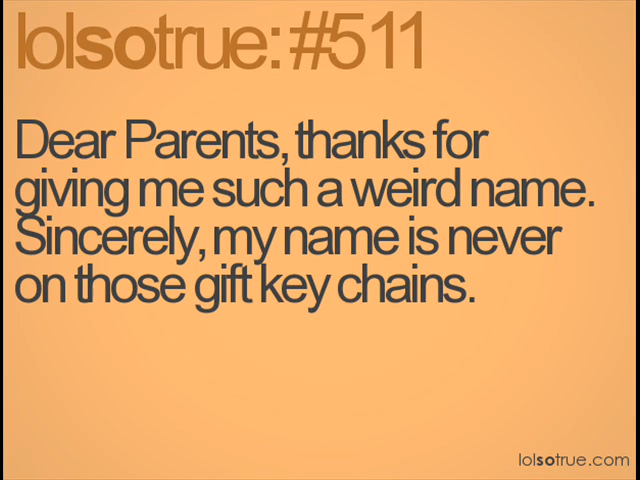 lolsotrue: #511
Dear Parents, thanks for
giving me such a weird name.
Sincerely, my name is never
on those gift key chains.
lolsotrue.com